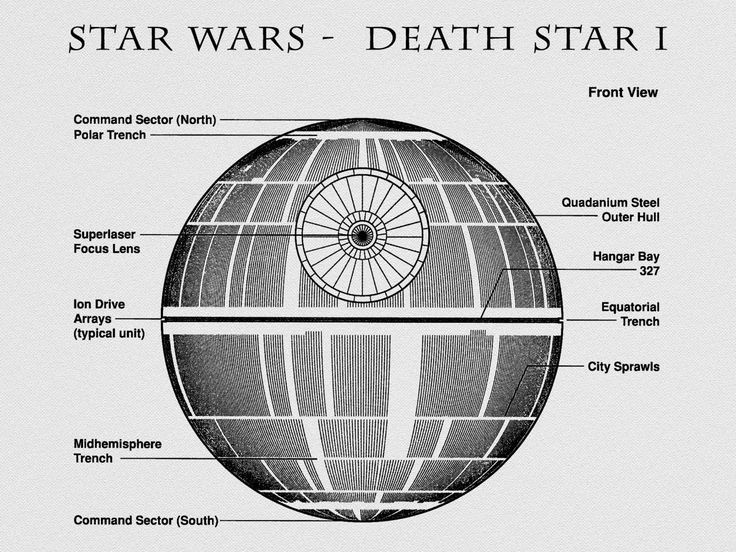 STAR WARS - DEATH STAR I
Front View
Command Sector (North)
Polar Trench
Superlaser
Focus Lens
Ion Drive
Arrays
(typical unit)
Midhemisphere
Trench
Command Sector (South)
Quadanium Steel
Outer Hull
Hangar Bay
327
Equatorial
Trench
City Sprawls